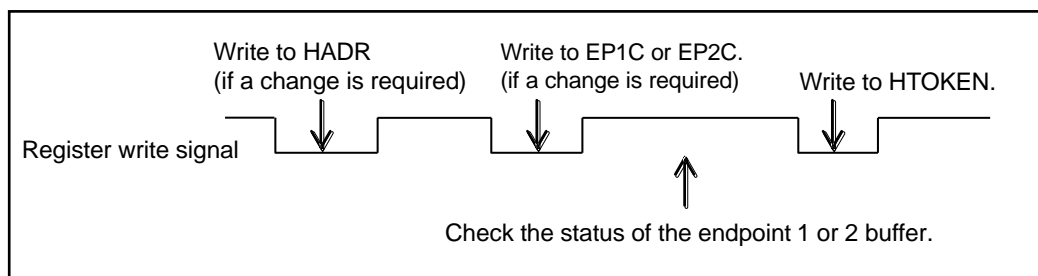 Write to HADR
(if a change is required)
Write to EP1C or EP2C.
(if a change is required)
Write to HTOKEN.
Register write signal
Check the status of the endpoint 1 or 2 buffer.